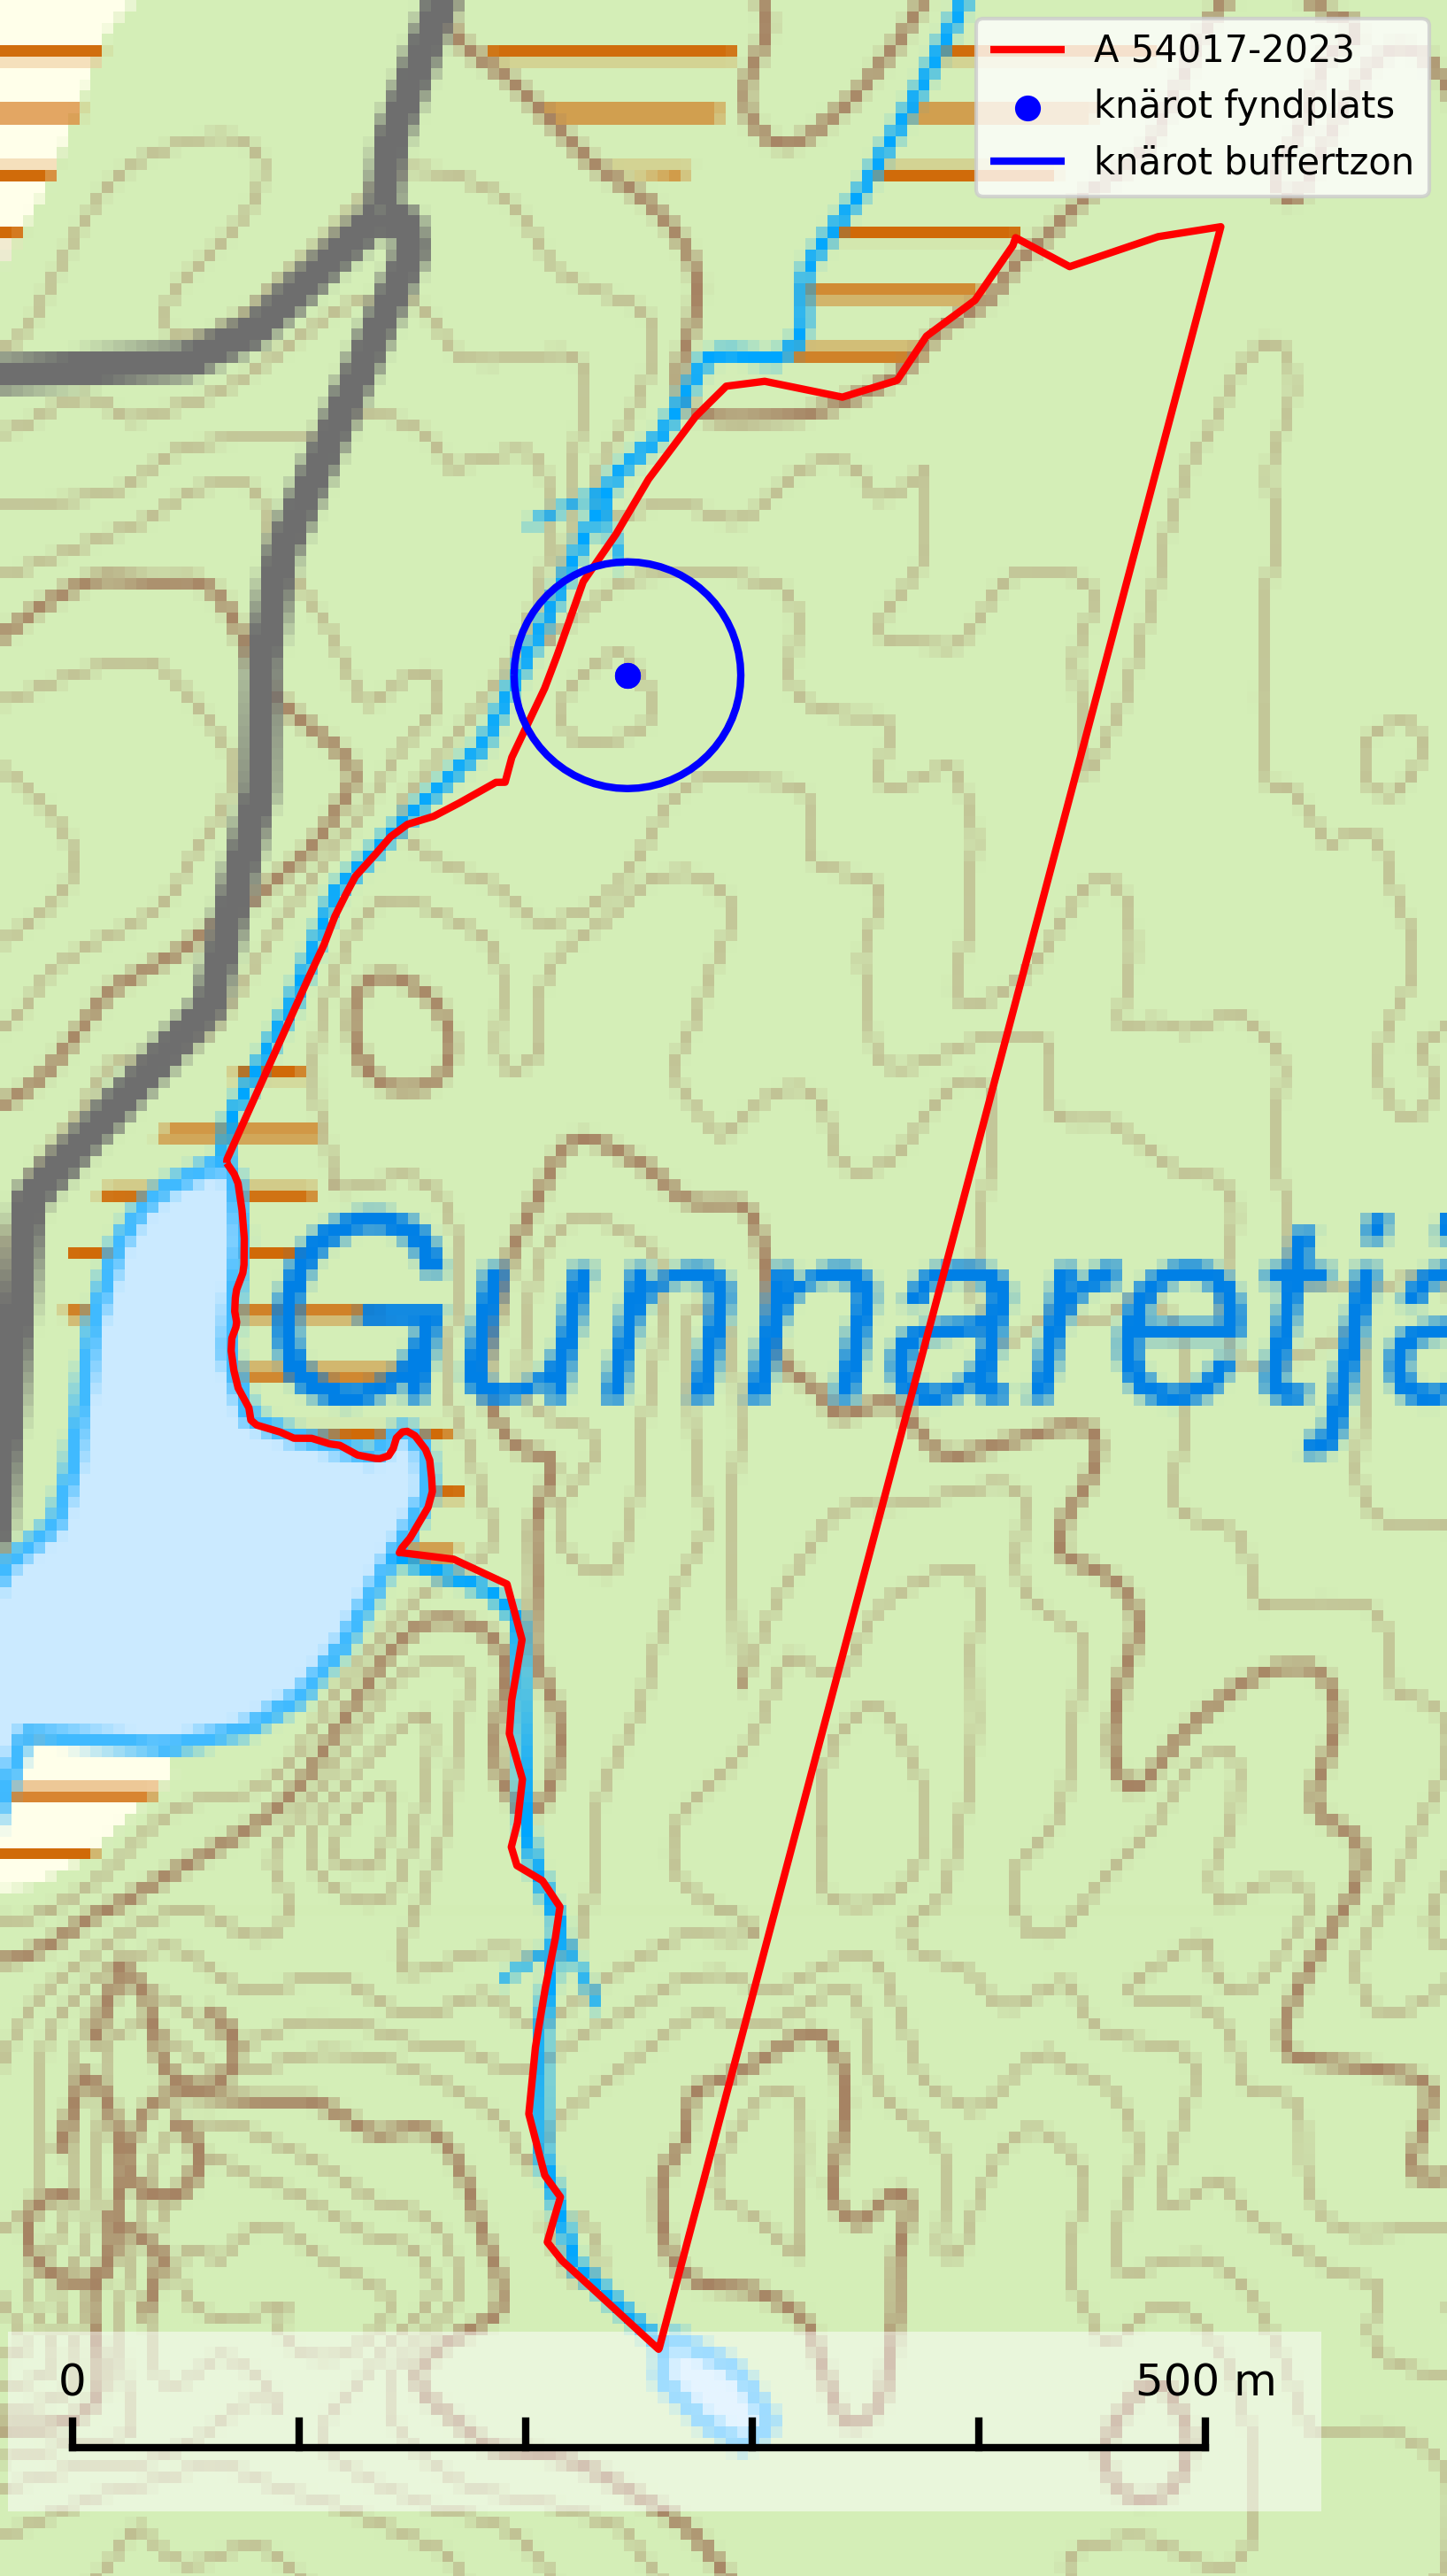 A 54017-2023
knärot fyndplats
knärot buffertzon
Gunnaretjä
0 500 m